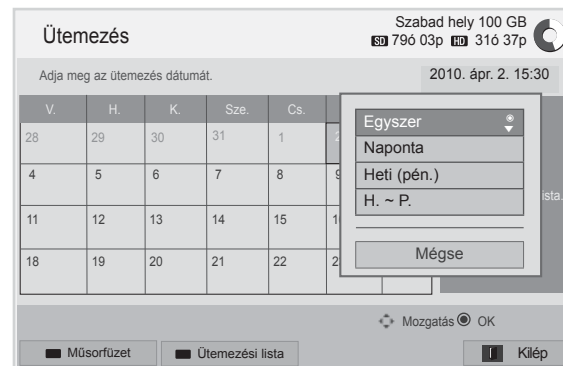 Ütemezés
Szabad hely 100 GB
SD 79ó 03p HD 31ó 37p
Adja meg az ütemezés dátumát.
2010. ápr. 2. 15:30
V. H. K. Sze. Cs.
28 29 30 31 1 2
4 5 6 7 8 9
11 12 13 14 15
18 19 20 21 22
Egyszer
Naponta
Heti (pén.)
H. ~ P.
Mégse
ista.
Mozgatás OK
Műsorfüzet
Ütemezési lista
Kilép